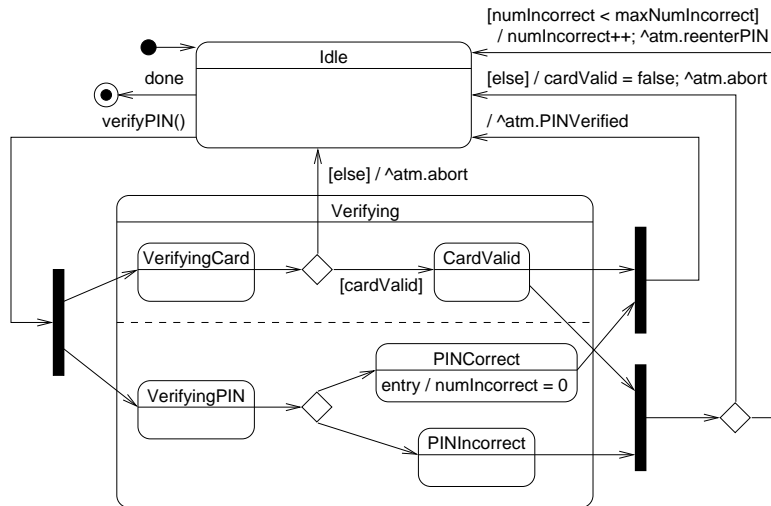 [numIncorrect < maxNumIncorrect]
/ numIncorrect++; ^atm.reenterPIN
Idle
done
[else] / cardValid = false; ^atm.abort
verifyPIN()
/ ^atm.PINVerified
[else] / ^atm.abort
Verifying
VerifyingCard
CardValid
[cardValid]
PINCorrect
entry / numIncorrect = 0
VerifyingPIN
PINIncorrect